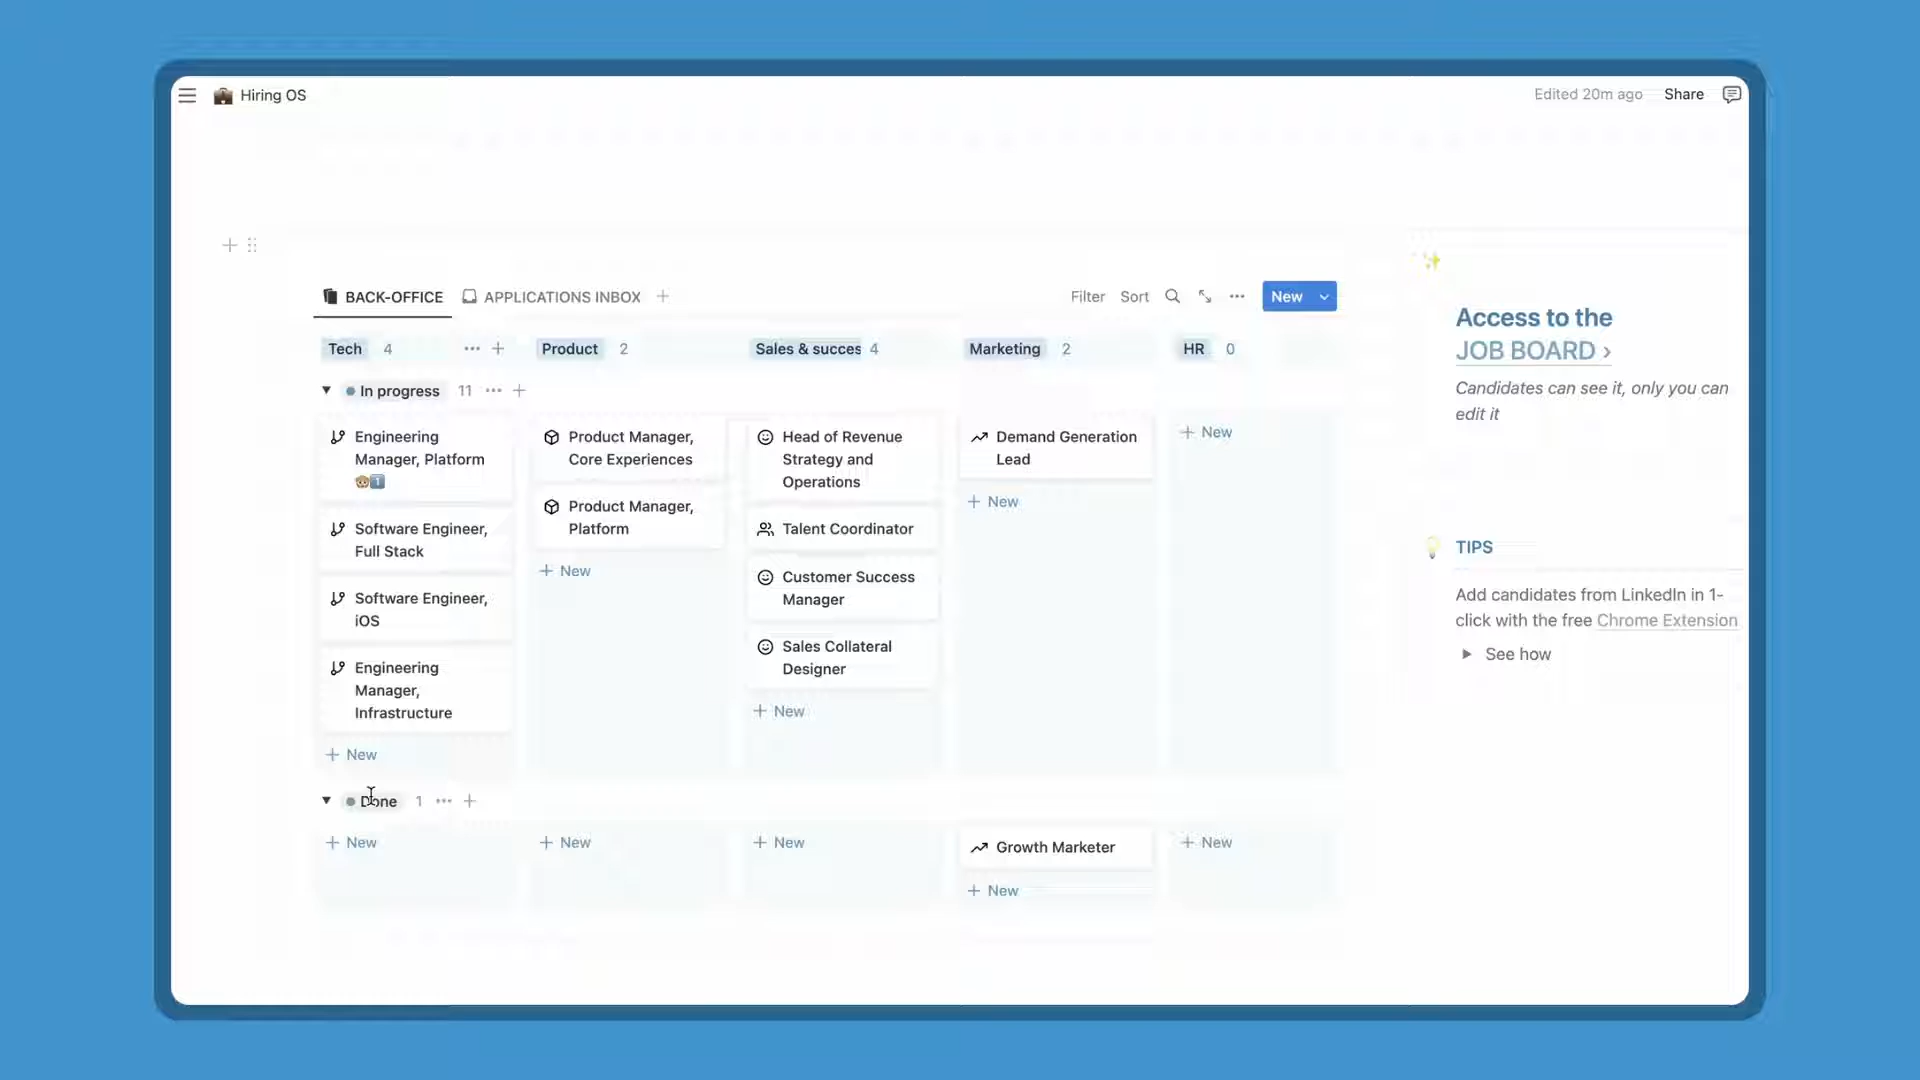 Hiring OS
Edited 20m ago Share
BACK-OFFICE APPLICATIONS INBOX
Filter Sort New
Tech 4
Product 2
Sales & succes 4
Marketing 2
HR 0
In progress 11
Engineering
Manager, Platform
Software Engineer,
Full Stack
Software Engineer,
iOS
Engineering
Manager,
Infrastructure
+ New
Product Manager,
Core Experiences
Product Manager,
Platform
+ New
Head of Revenue
Strategy and
Operations
Talent Coordinator
Customer Success
Manager
Sales Collateral
Designer
+ New
Demand Generation
Lead
+ New
+ New
Done 1
+ New
+ New
+ New
Growth Marketer
+ New
+ New
Access to the
JOB BOARD ›
Candidates can see it, only you can
edit it
TIPS
Add candidates from LinkedIn in 1-
click with the free Chrome Extension
See how